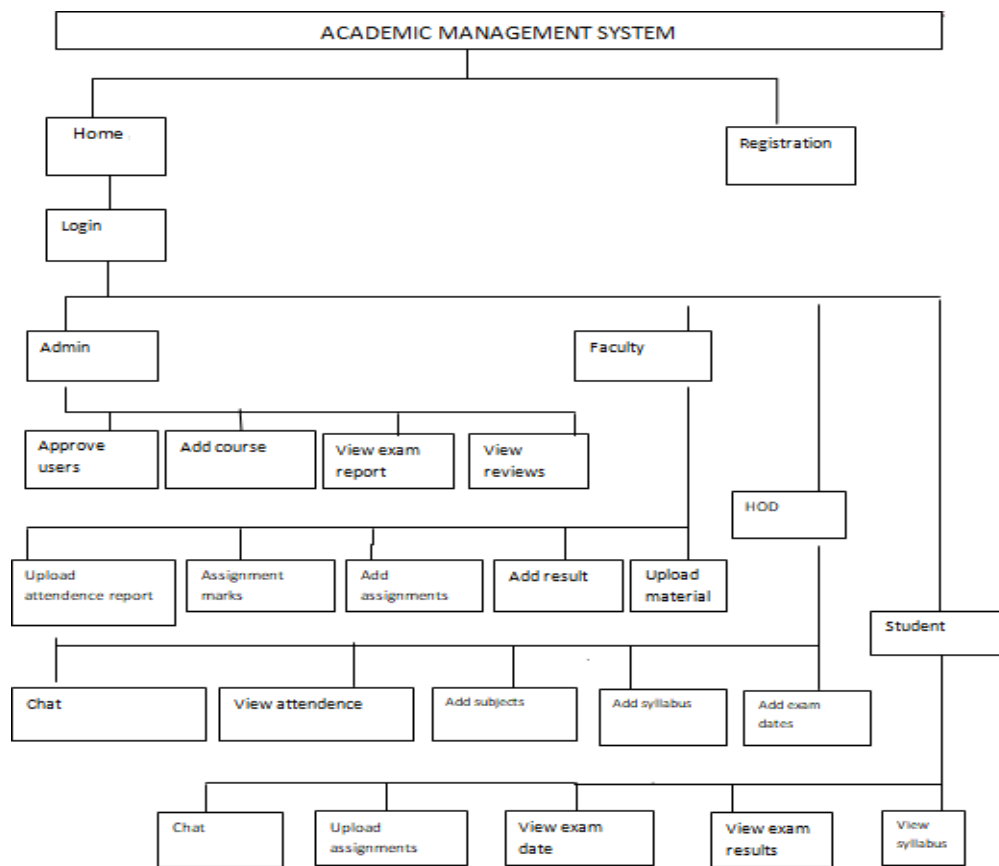 ACADEMIC MANAGEMENT SYSTEM
Home
Registration
Login
Admin
Faculty
Approve
users
Add course
View exam
report
View
reviews
HOD
Upload
attendence report
Assignment
marks
Add
assignments
Add result
Upload
material
Student
Chat
View attendence
Add subjects
Add syllabus
Add exam
dates
Chat
Upload
assignments
View exam
date
View exam
results
View
syllabus